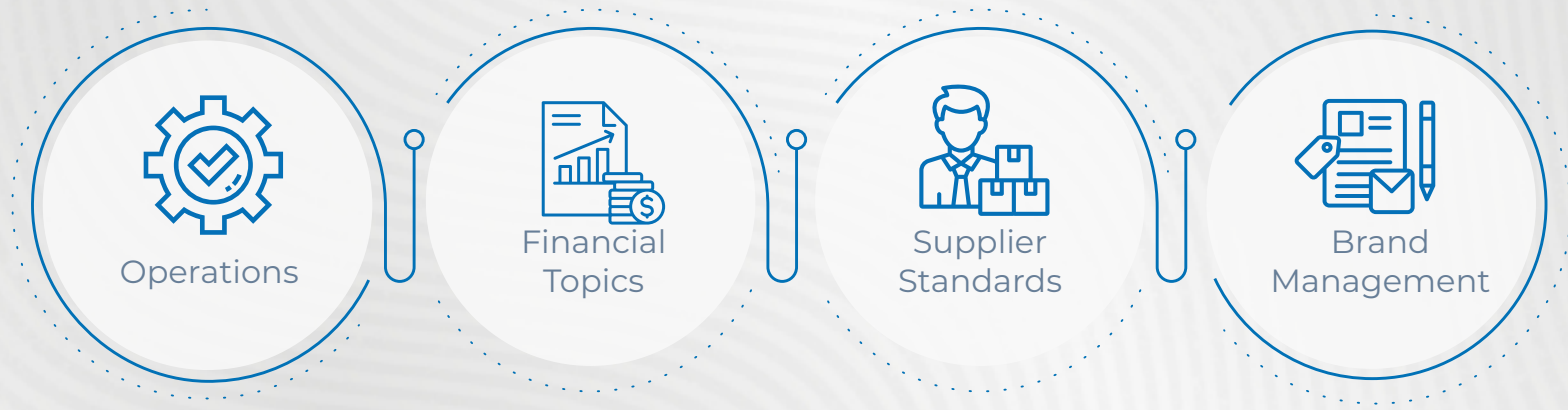 Operations
Financial
Topics
Supplier
Standards
Brand
Management